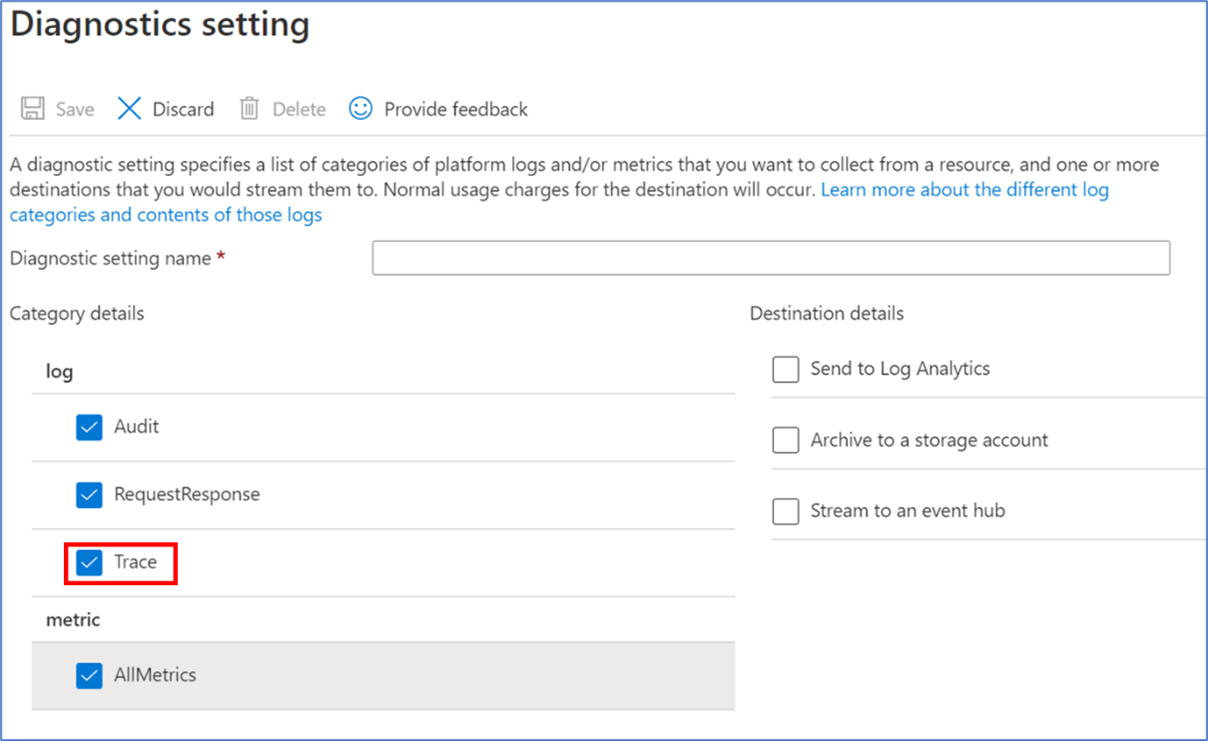 Diagnostics setting
Save Discard Delete Provide feedback
A diagnostic setting specifies a list of categories of platform logs and/or metrics that you want to collect from a resource, and one or more
destinations that you would stream them to. Normal usage charges for the destination will occur. Learn more about the different log
categories and contents of those logs
Diagnostic setting name *
Category details
log
Audit
RequestResponse
Trace
metric
AllMetrics
Destination details
Send to Log Analytics
Archive to a storage account
Stream to an event hub